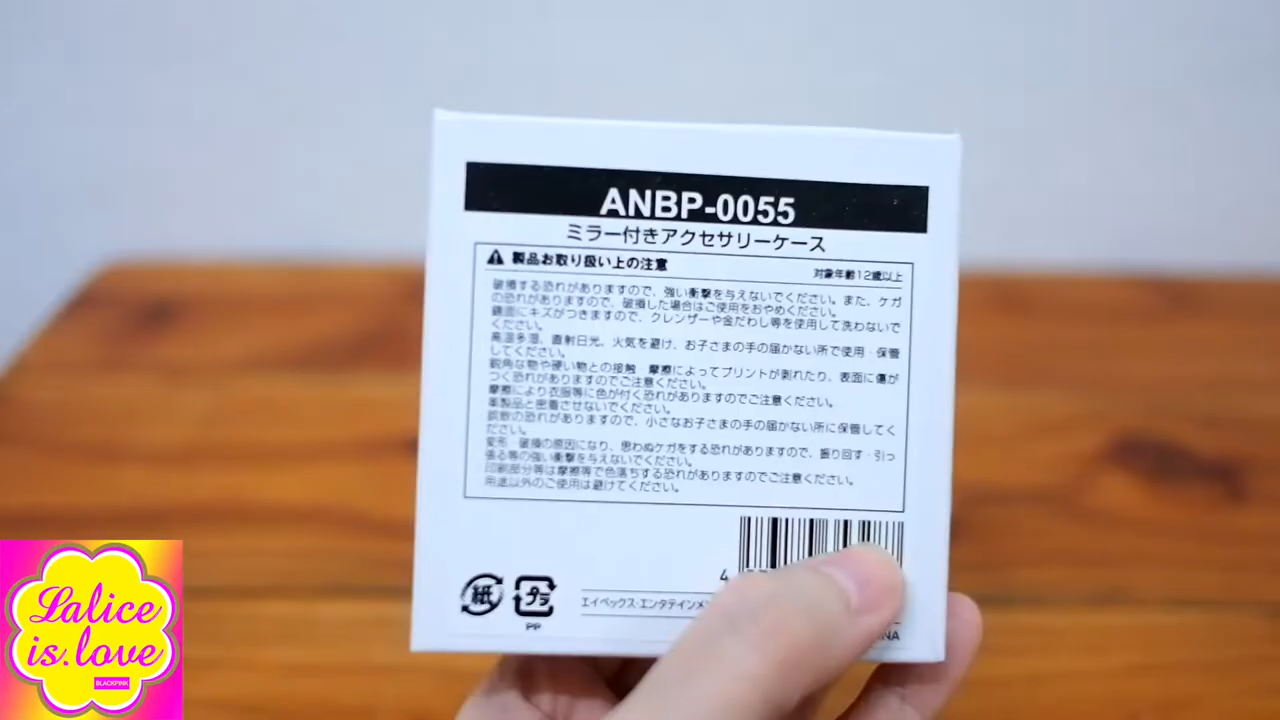 ANBP-0055
ミラー付きアクセサリーケース
製品お取り扱い上の注意
対象年齢12歳以上
破損する恐れがありますので、強い衝撃を与えないでください。また、ケガ
の恐れがありますので、破損した場合はご使用をおやめください。
鏡面にキズがつきますので、クレンザーや金だわし等を使用して洗わないで
ください。
高温多湿、直射日光、火気を避け、お子さまの手の届かない所で使用・保管
してください。
鋭角な物や硬い物との接触・摩擦によってプリントが剥れたり、表面に傷が
つく恐れがありますのでご注意ください。
摩擦により衣服等に色が付く恐れがありますのでご注意ください。
革製品と密着させないでください。
誤飲の恐れがありますので、小さなお子さまの手の届かない所に保管してく
ださい。
変形・破損の原因になり、思わぬケガをする恐れがありますので、振り回す・引っ
張る等の強い衝撃を与えないでください。
印刷部分等は摩擦等で色落ちする恐れがありますのでご注意ください。
用途以外のご使用は避けてください。
4
紙
プラ
PP
エイベックス・エンタテインメン
Lalice
is.love
BLACKPINK